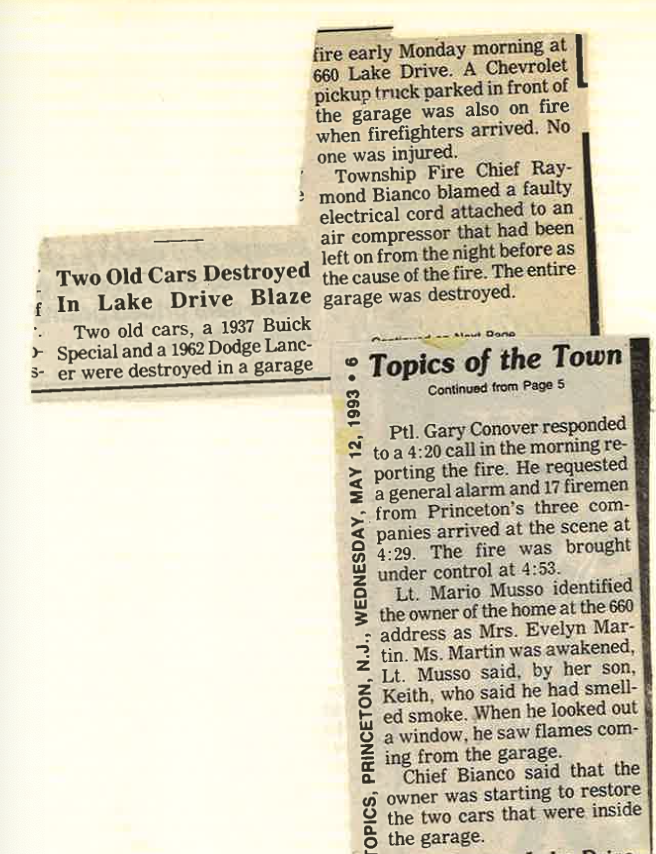 Two Old Cars Destroyed
In Lake Drive Blaze
Two old cars, a 1937 Buick
Special and a 1962 Dodge Lanc-
er were destroyed in a garage
fire early Monday morning at
660 Lake Drive. A Chevrolet
pickup truck parked in front of
the garage was also on fire
when firefighters arrived. No
one was injured.
Township Fire Chief Ray-
mond Bianco blamed a faulty
electrical cord attached to an
air compressor that had been
left on from the night before as
the cause of the fire. The entire
garage was destroyed.
Continued on Next Page
TOPICS, PRINCETON, N.J., WEDNESDAY, MAY 12, 1993 • 6
Topics of the Town
Continued from Page 5
Ptl. Gary Conover responded
to a 4:20 call in the morning re-
porting the fire. He requested
a general alarm and 17 firemen
from Princeton's three com-
panies arrived at the scene at
4:29. The fire was brought
under control at 4:53.
Lt. Mario Musso identified
the owner of the home at the 660
address as Mrs. Evelyn Mar-
tin. Ms. Martin was awakened,
Lt. Musso said, by her son,
Keith, who said he had smell-
ed smoke. When he looked out
a window, he saw flames com-
ing from the garage.
Chief Bianco said that the
owner was starting to restore
the two cars that were inside
the garage.